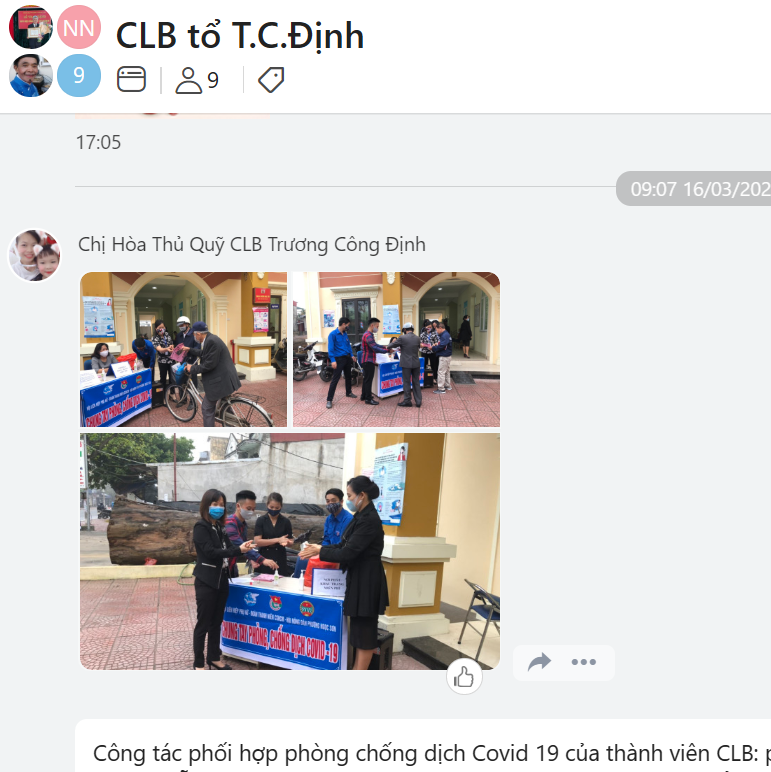 NN
CLB tổ T.C.Định
9
9
17:05
09:07 16/03/202
Chị Hòa Thủ Quỹ CLB Trương Công Định
CHUNG TAY PHÒNG, CHỐNG DỊCH COVID-19
Công tác phối hợp phòng chống dịch Covid 19 của thành viên CLB: p